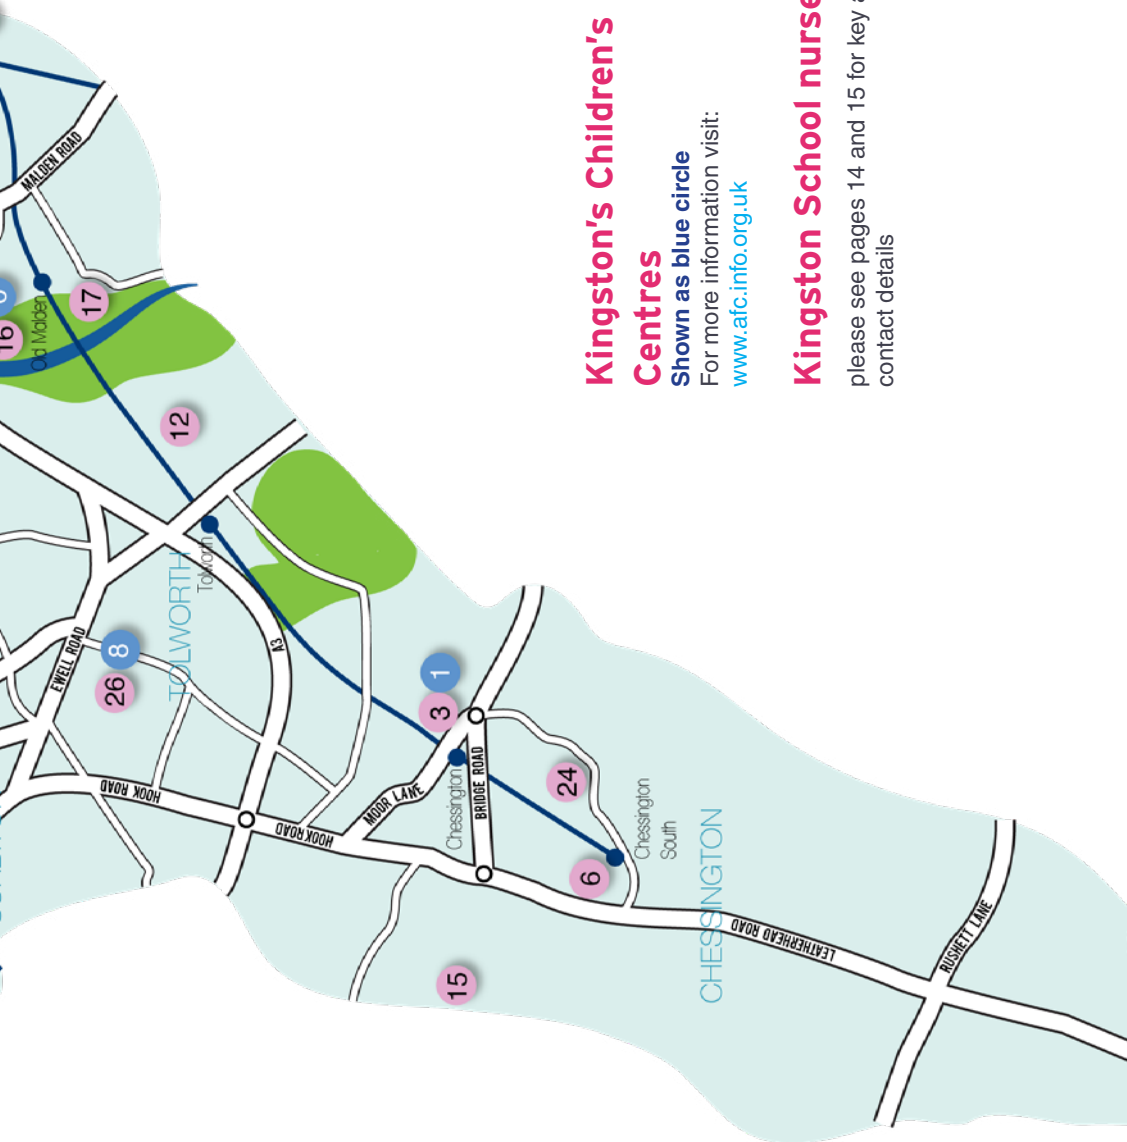 MALDEN ROAD
16
Old Malden
17
12
TOLWORTH
Tolworth
EWELL ROAD
8
26
A3
HOOK ROAD
HOOK ROAD
MOOR LANE
1
3
Chessington
BRIDGE ROAD
24
6
Chessington
South
15
CHESSINGTON
LEATHERHEAD ROAD
RUSHETT LANE
Kingston's Children's
Centres
Shown as blue circle
For more information visit:
www.afc.info.org.uk
Kingston School nurse
please see pages 14 and 15 for key
contact details